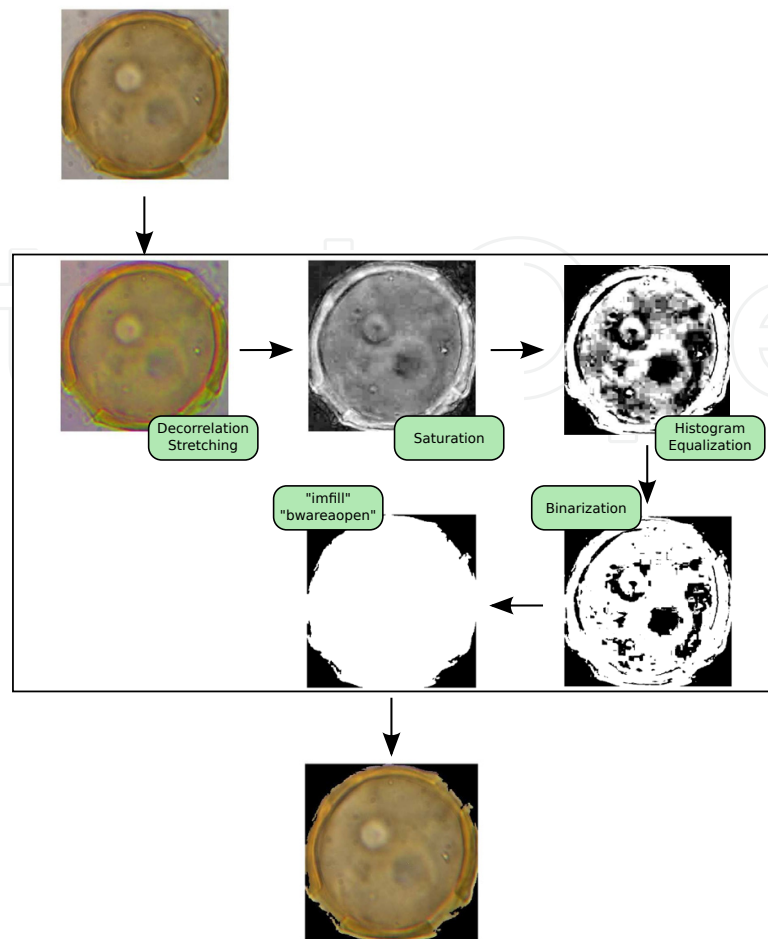 Decorrelation
Stretching
Saturation
Histogram
Equalization
"imfill"
"bwareaopen"
Binarization